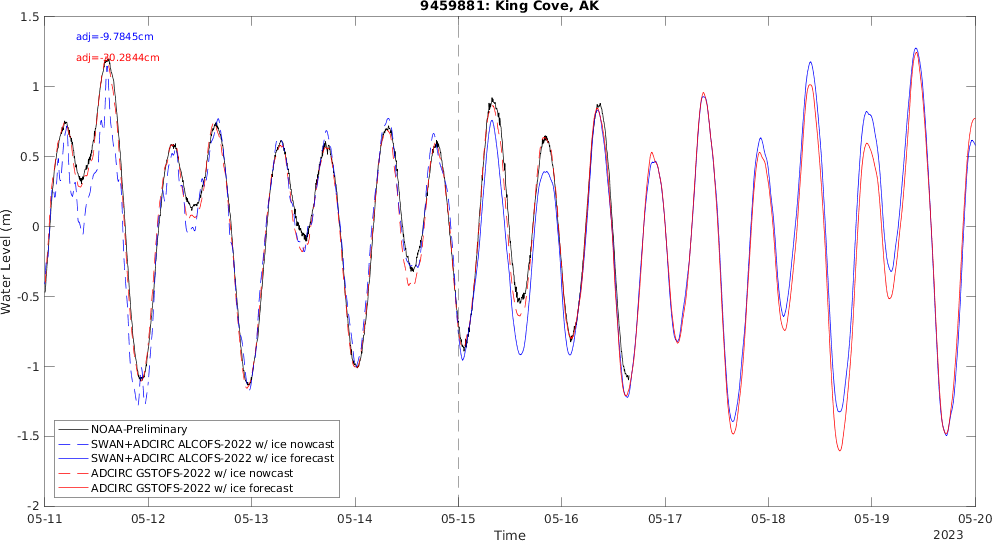 9459881: King Cove, AK
adj=-9.7845cm
adj=-30.2844cm
Water Level (m)
1.5
1
0.5
0
-0.5
-1
-1.5
-2
NOAA-Preliminary
SWAN+ADCIRC ALCOFS-2022 w/ ice nowcast
SWAN+ADCIRC ALCOFS-2022 w/ ice forecast
ADCIRC GSTOFS-2022 w/ ice nowcast
ADCIRC GSTOFS-2022 w/ ice forecast
05-11 05-12 05-13 05-14 05-15 05-16 05-17 05-18 05-19 05-20
Time
2023